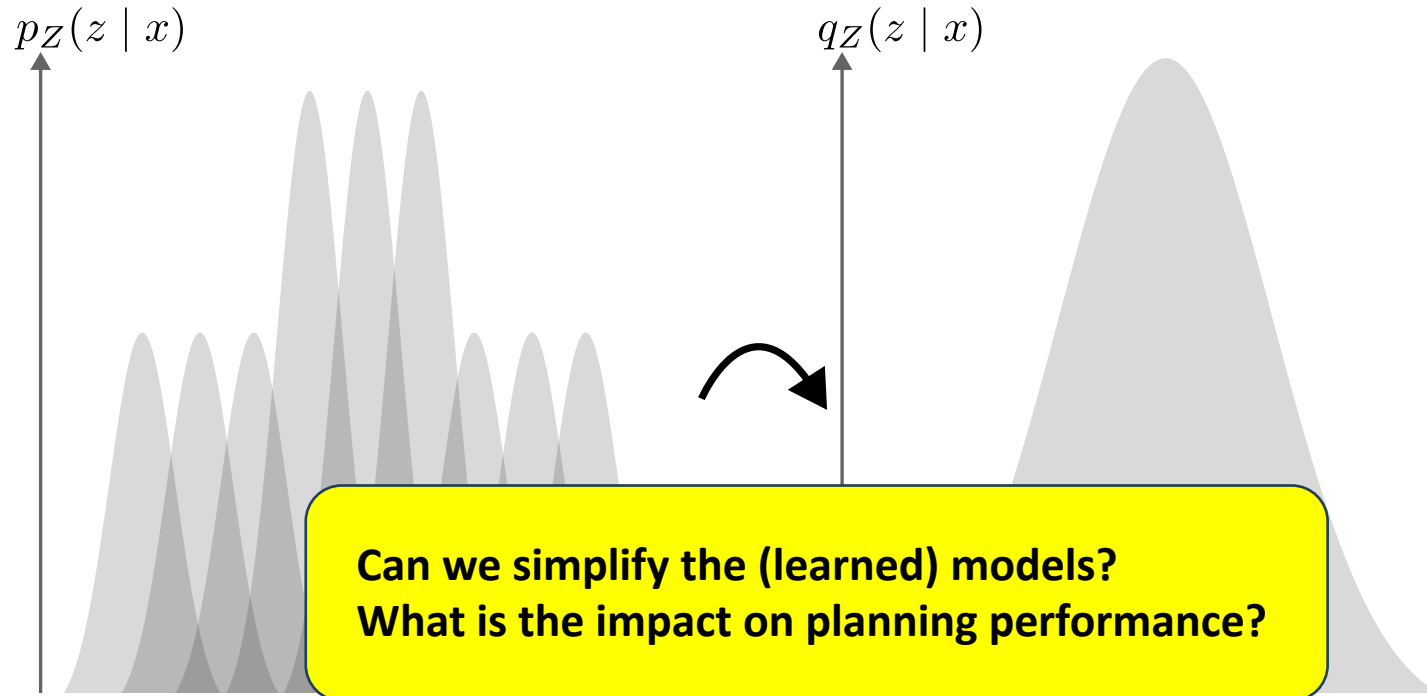 p_Z(z | x)
q_Z(z | x)
Can we simplify the (learned) models?
What is the impact on planning performance?